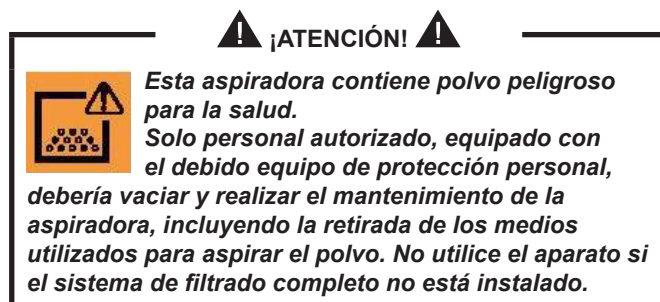 ¡ATENCIÓN!
Esta aspiradora contiene polvo peligroso
para la salud.
Solo personal autorizado, equipado con
el debido equipo de protección personal,
debería vaciar y realizar el mantenimiento de la
aspiradora, incluyendo la retirada de los medios
utilizados para aspirar el polvo. No utilice el aparato si
el sistema de filtrado completo no está instalado.